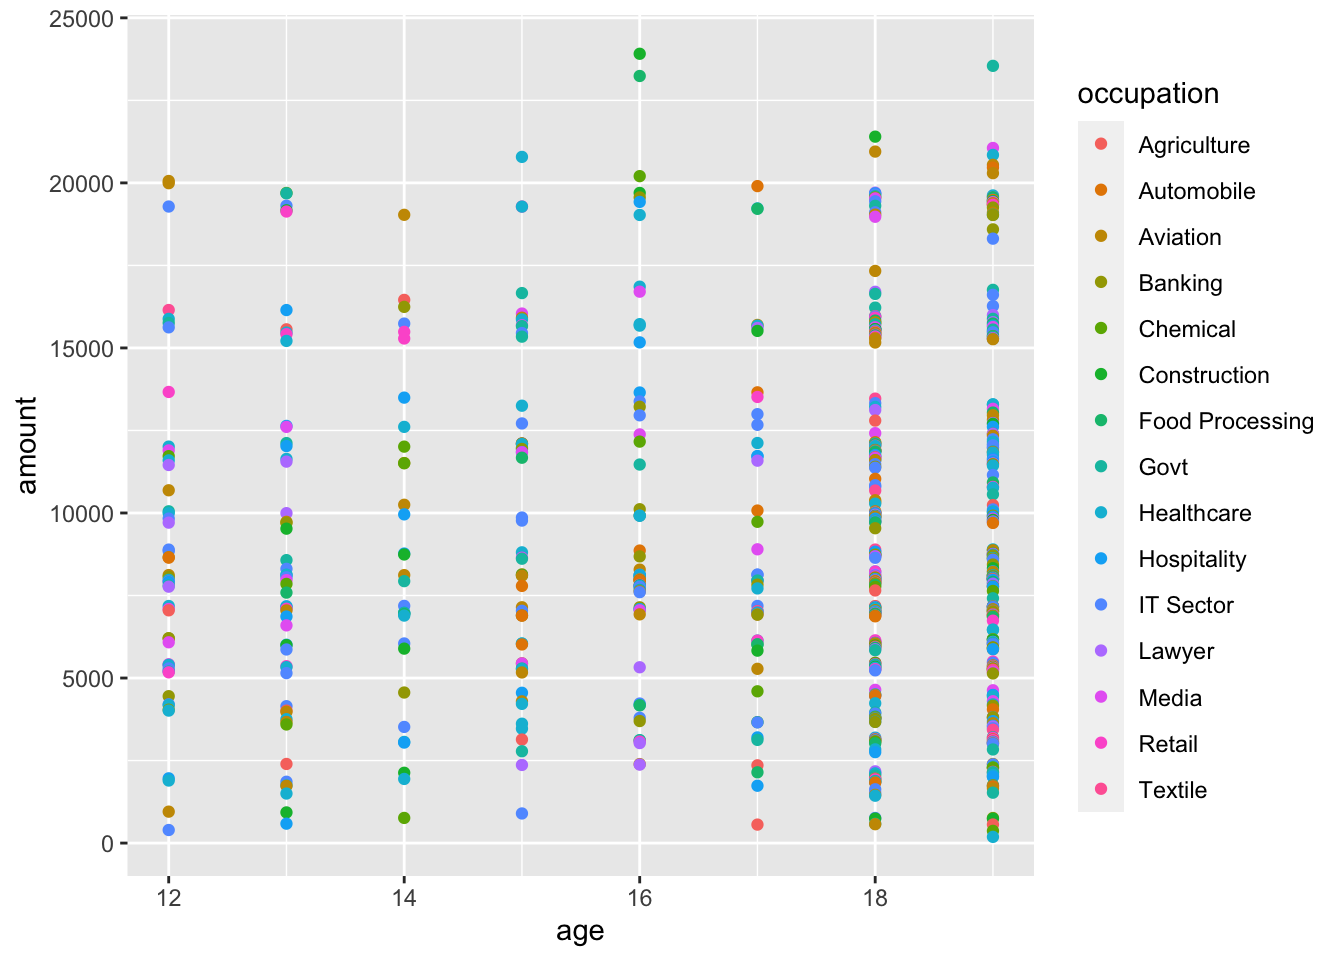 25000
20000
15000
10000
5000
0
amount
12
14
16
18
age
occupation
Agriculture
Automobile
Aviation
Banking
Chemical
Construction
Food Processing
Govt
Healthcare
Hospitality
IT Sector
Lawyer
Media
Retail
Textile